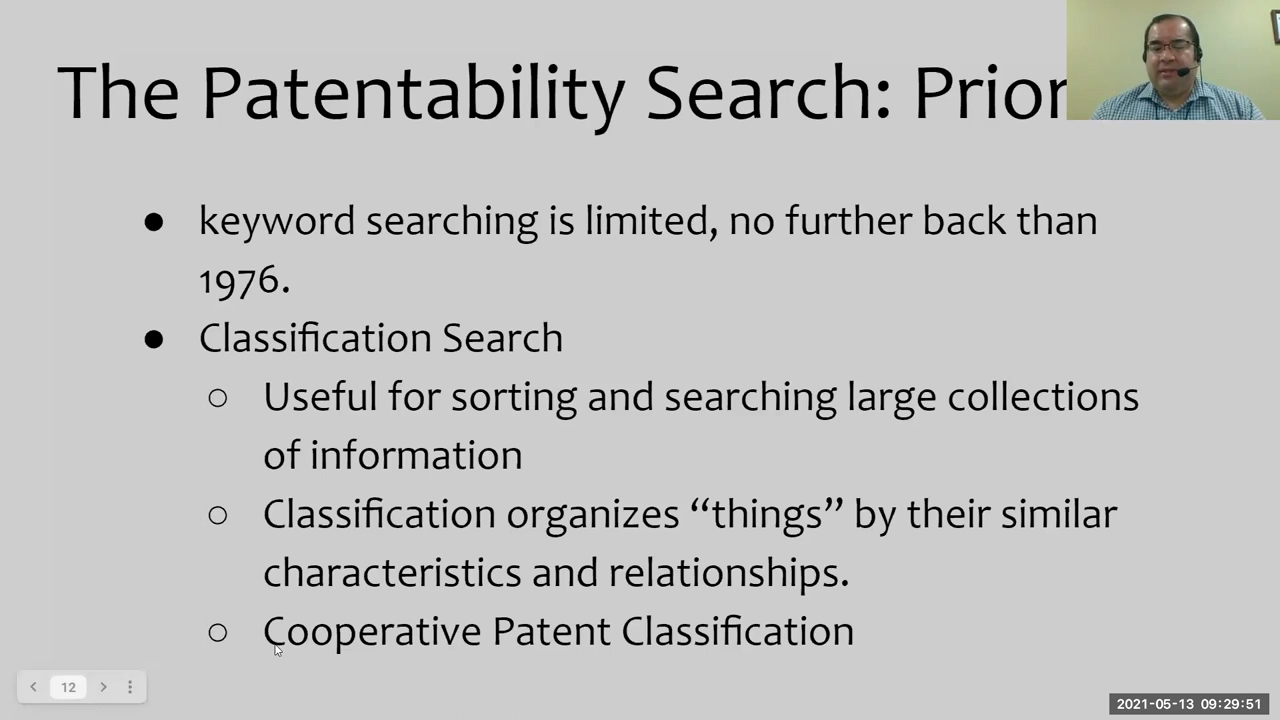 The Patentability Search: Prior
● keyword searching is limited, no further back than
1976.
● Classification Search
○ Useful for sorting and searching large collections
of information
○ Classification organizes “things” by their similar
characteristics and relationships.
○ Cooperative Patent Classification
12
2021-05-13 09:29:51